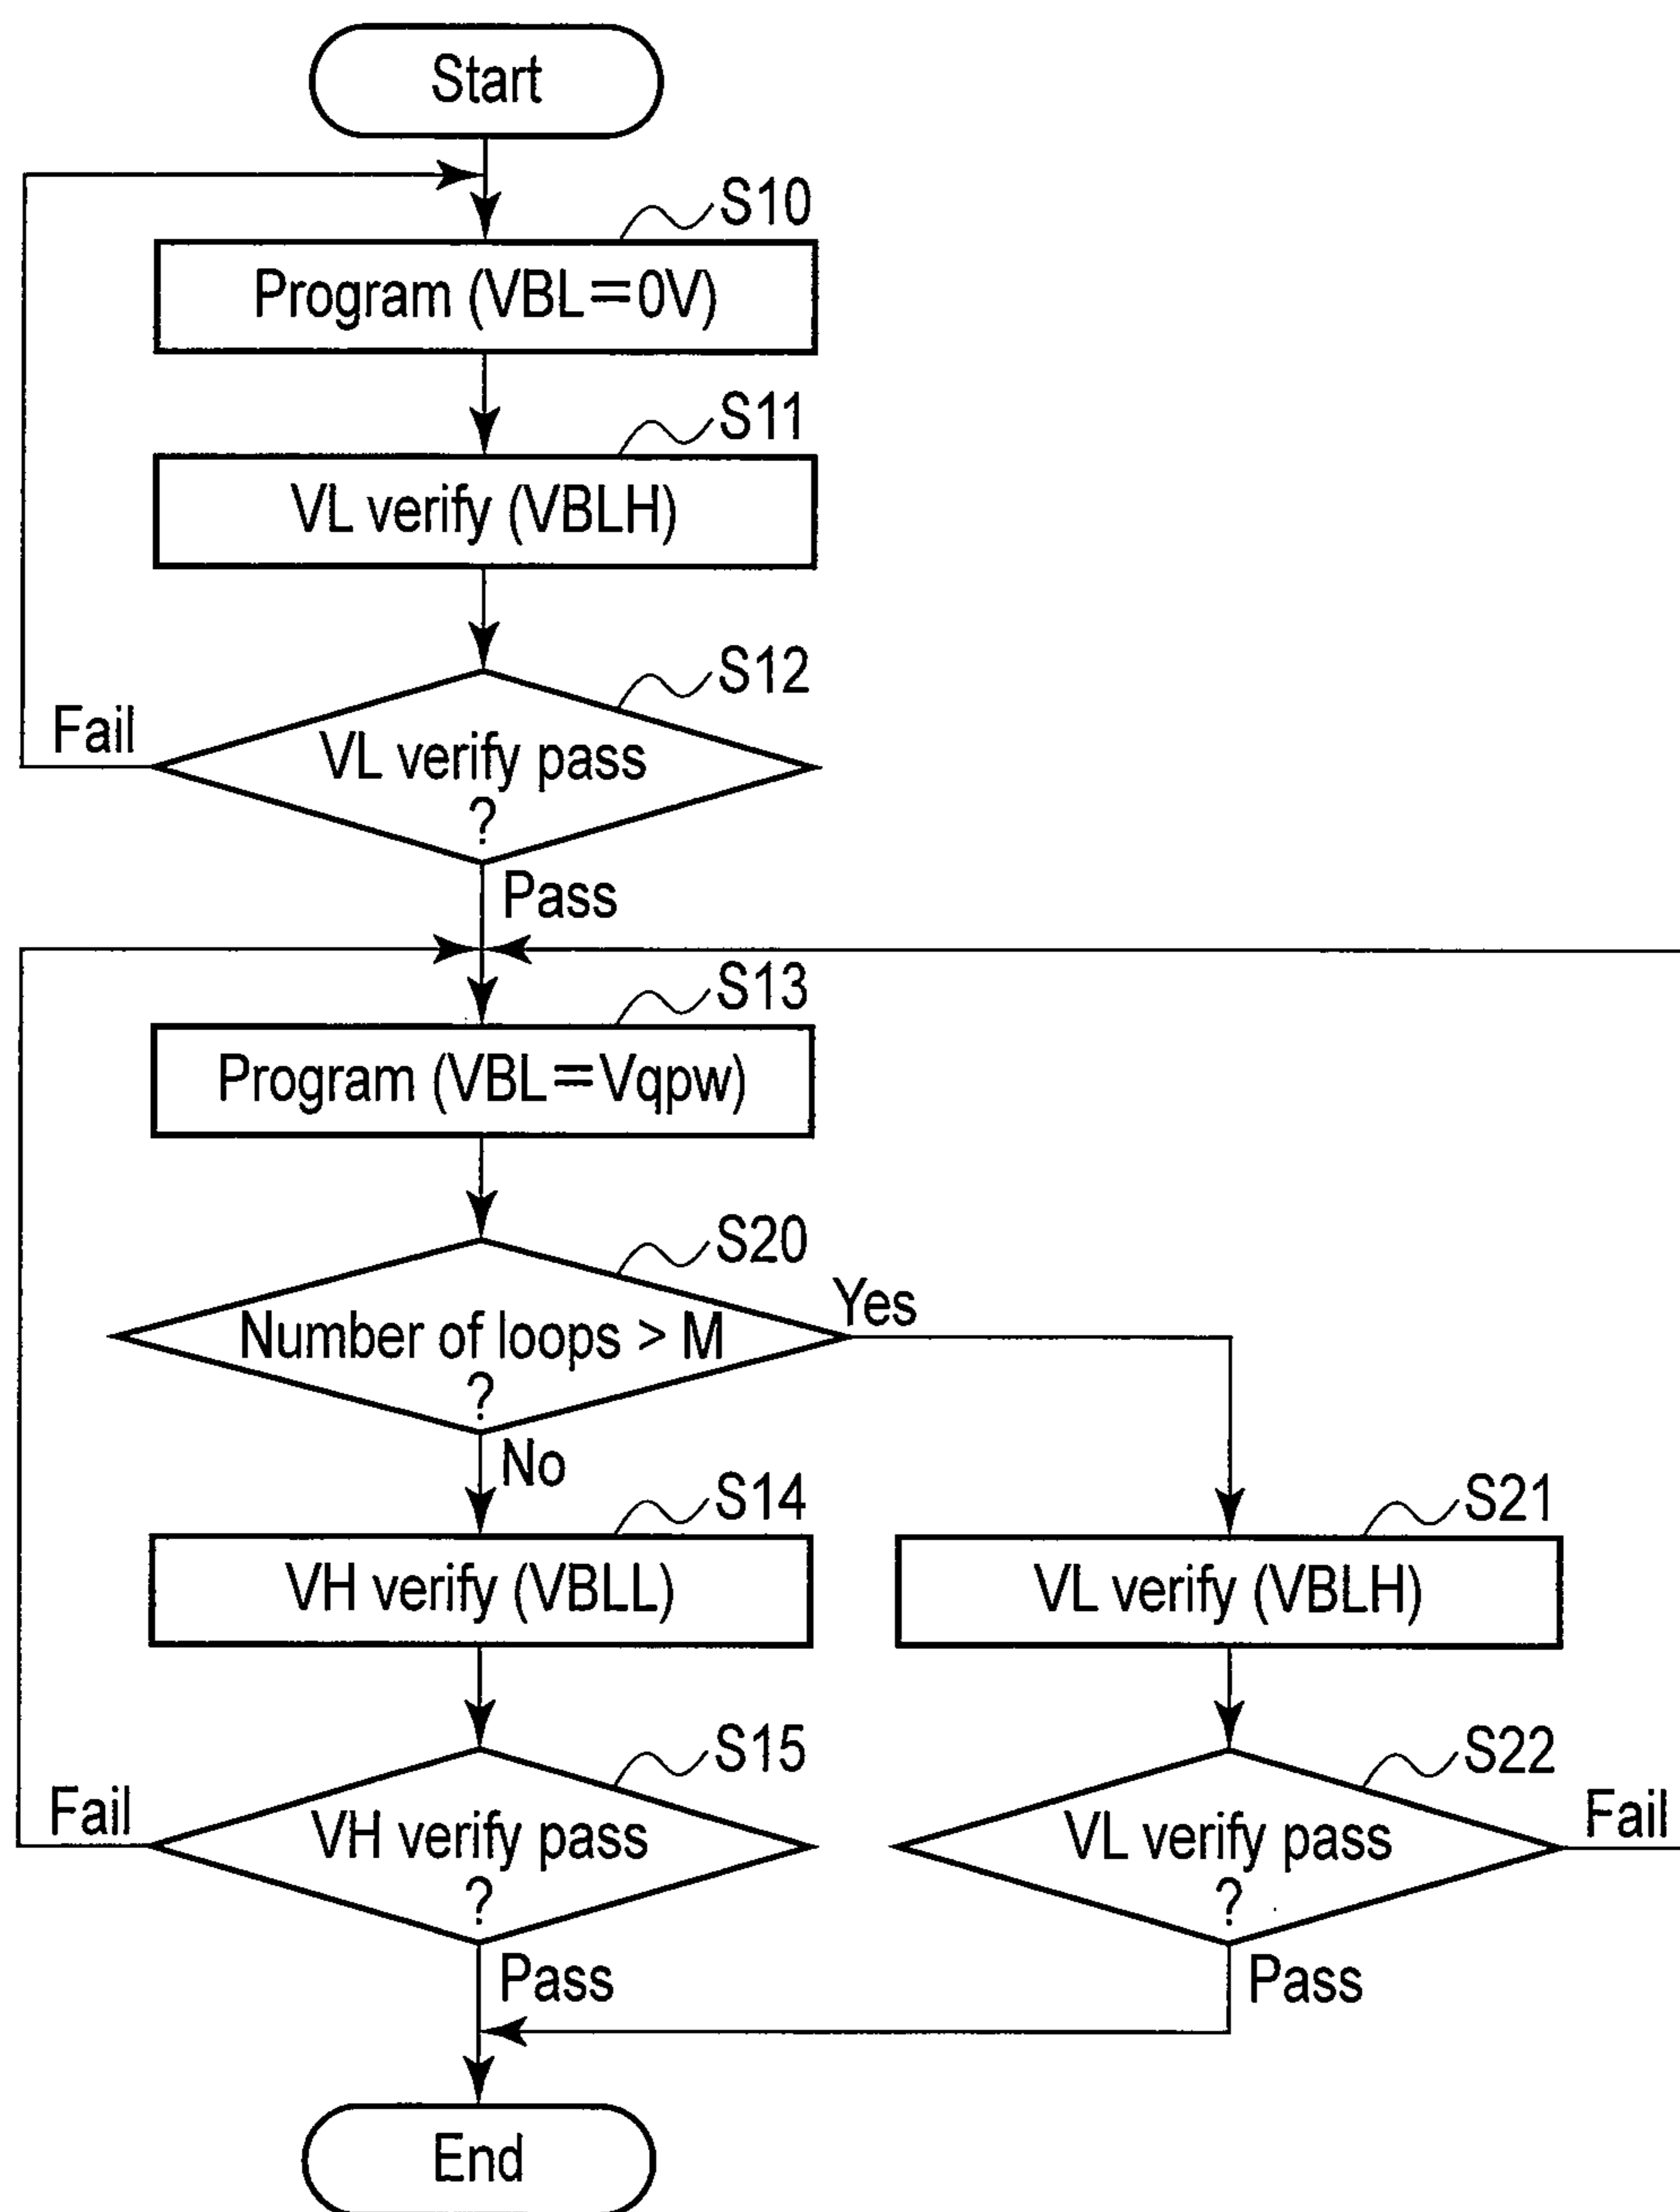 Start
S10
Program (VBL=0V)
S11
VL verify (VBLH)
S12
Fail
VL verify pass
?
Pass
S13
Program (VBL=Vqpw)
S20
Yes
Number of loops > M
?
No
S14
S21
VH verify (VBLL)
VL verify (VBLH)
S15
S22
Fail
VH verify pass
?
VL verify pass
?
Fail
Pass
Pass
End